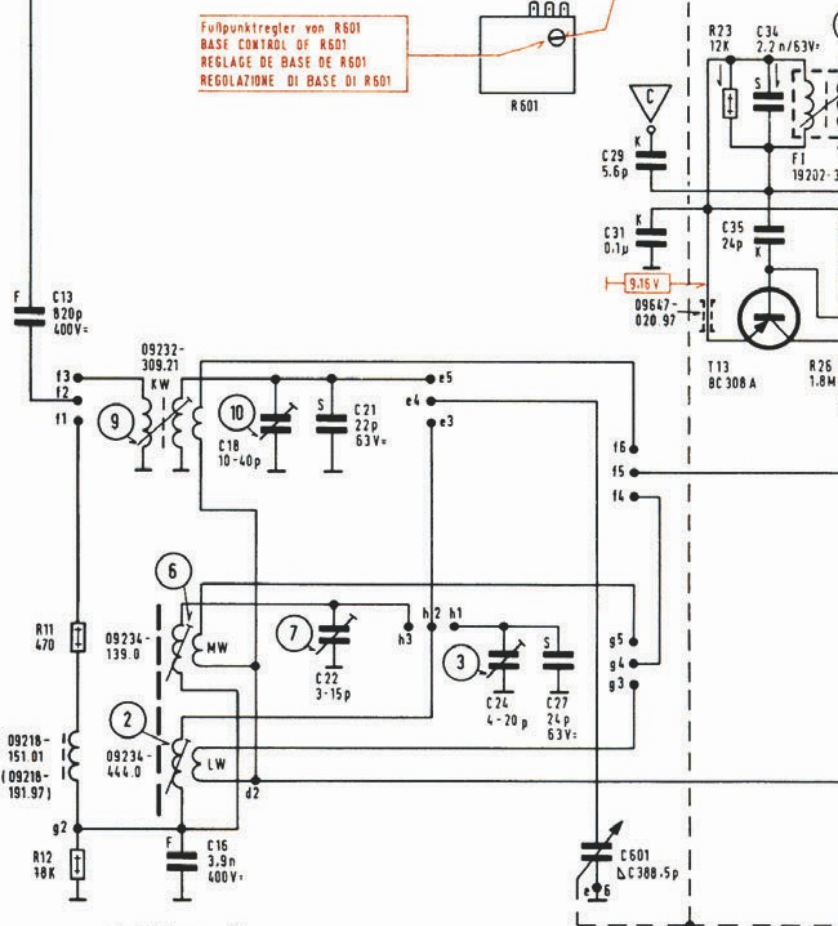 Fußpunktregler von R601
BASE CONTROL OF R601
REGLAGE DE BASE DE R601
REGOLAZIONE DI BASE DI R601
R601
R23
12K
C34
2.2n/63V=
S
C
C29
5.6p
K
F1
19202-3
C31
0.1µ
K
C35
24p
K
9.16V
09647-
020.97
T13
BC308A
R26
1.8M
F
C13
820p
400V=
09232-
309.21
KW
f3
f2
f1
9
10
C18
10-40p
S
C21
22p
63V=
e5
e4
e3
f6
f5
f4
6
R11
470
09234-
139.0
MW
7
C22
3-15p
h3
h2
h1
3
C24
4-20p
S
C27
24p
63V=
g5
g4
g3
2
09218-
151.01
(09218-
191.97)
09234-
444.0
LW
d2
g2
R12
18K
F
C16
3.9n
400V=
C601
∆C388.5p
e
6